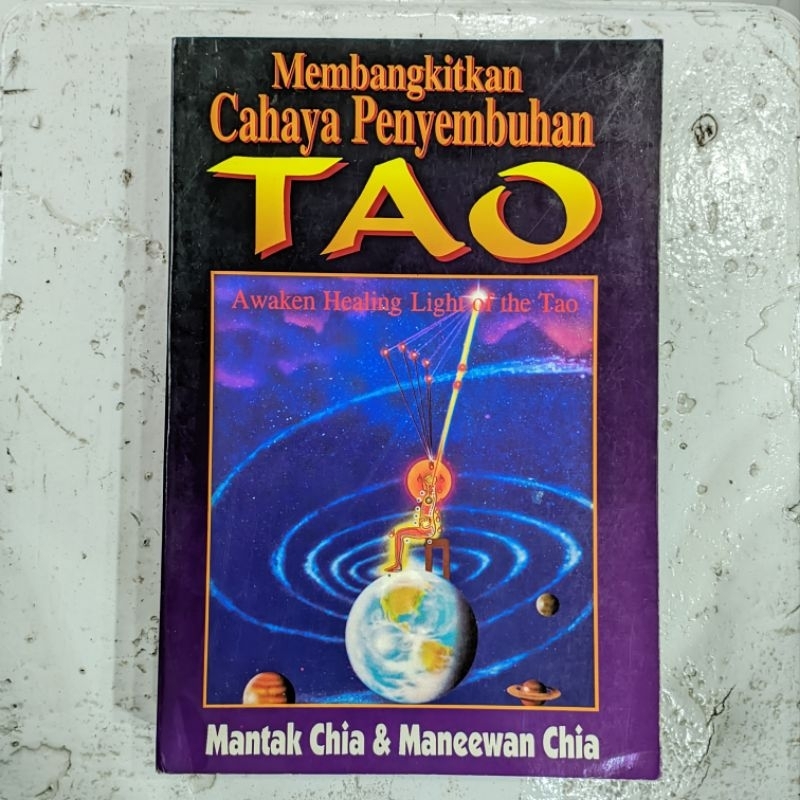 Membangkitkan
Cahaya Penyembuhan
TAO
Awaken Healing Light of the Tao
Mantak Chia & Maneewan Chia